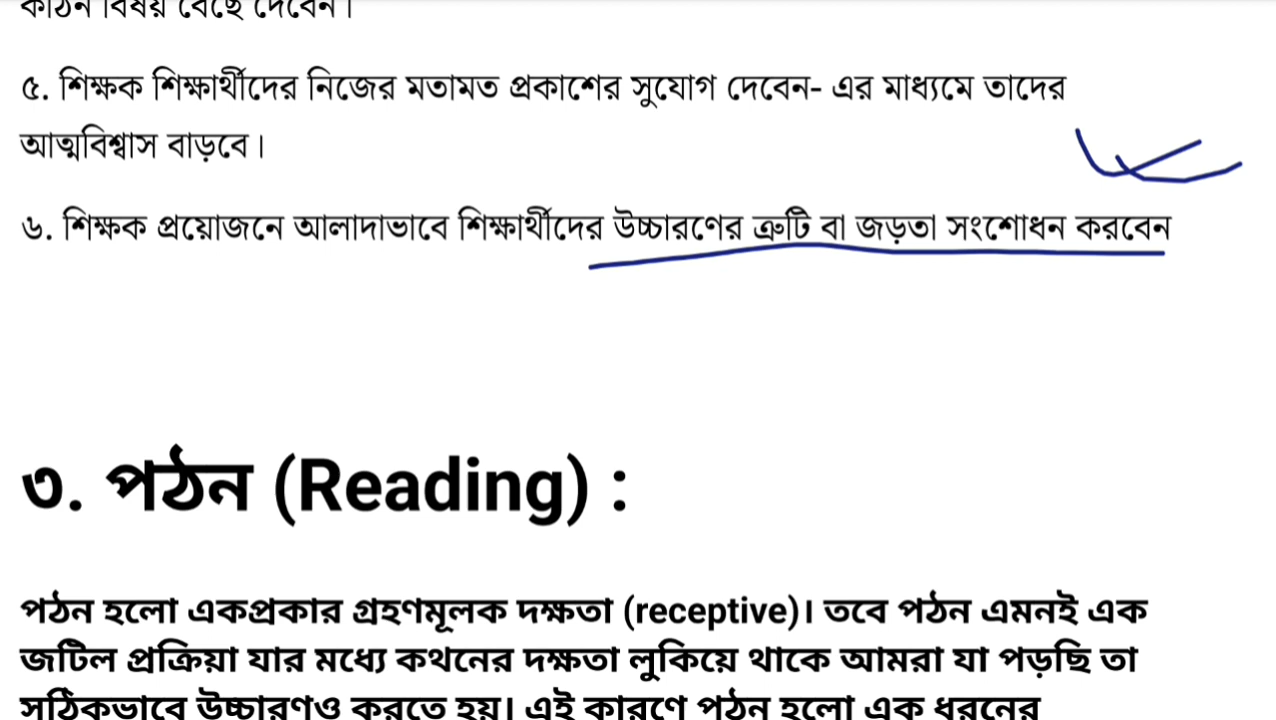 কঠিন বিষয় বেছে দেবেন।
৫. শিক্ষক শিক্ষার্থীদের নিজের মতামত প্রকাশের সুযোগ দেবেন- এর মাধ্যমে তাদের
আত্মবিশ্বাস বাড়বে।
৬. শিক্ষক প্রয়োজনে আলাদাভাবে শিক্ষার্থীদের উচ্চারণের ত্রুটি বা জড়তা সংশোধন করবেন
৩. পঠন (Reading) :
পঠন হলো একপ্রকার গ্রহণমূলক দক্ষতা (receptive)। তবে পঠন এমনই এক
জটিল প্রক্রিয়া যার মধ্যে কথনের দক্ষতা লুকিয়ে থাকে আমরা যা পড়ছি তা
সঠিকভাবে উচ্চারণও করতে হয়। এই কারণে পঠন হলো এক ধরনের